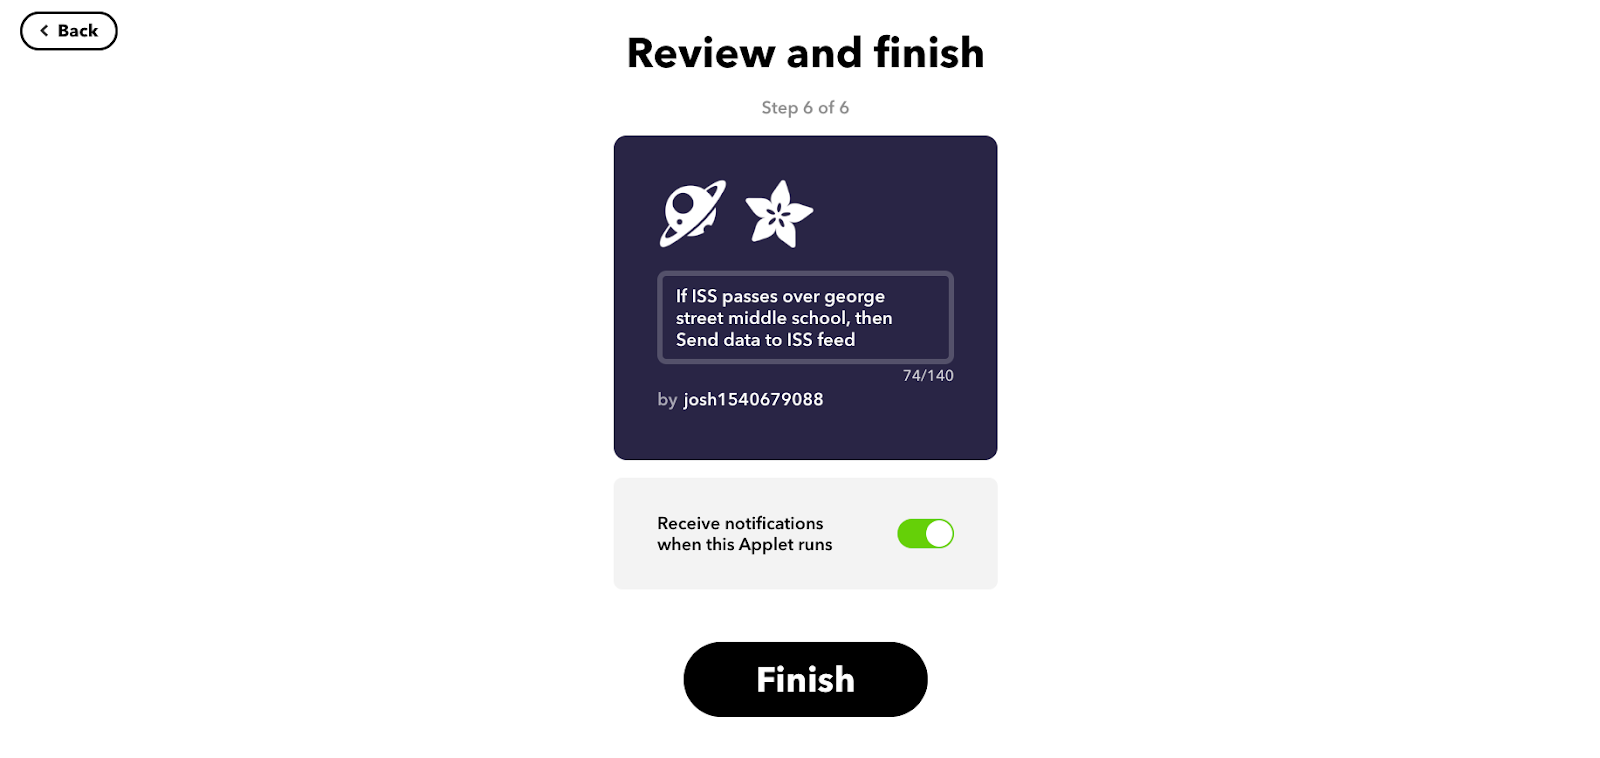 Back
Review and finish
Step 6 of 6
If ISS passes over george
street middle school, then
Send data to ISS feed
74/140
by josh1540679088
Receive notifications
when this Applet runs
Finish